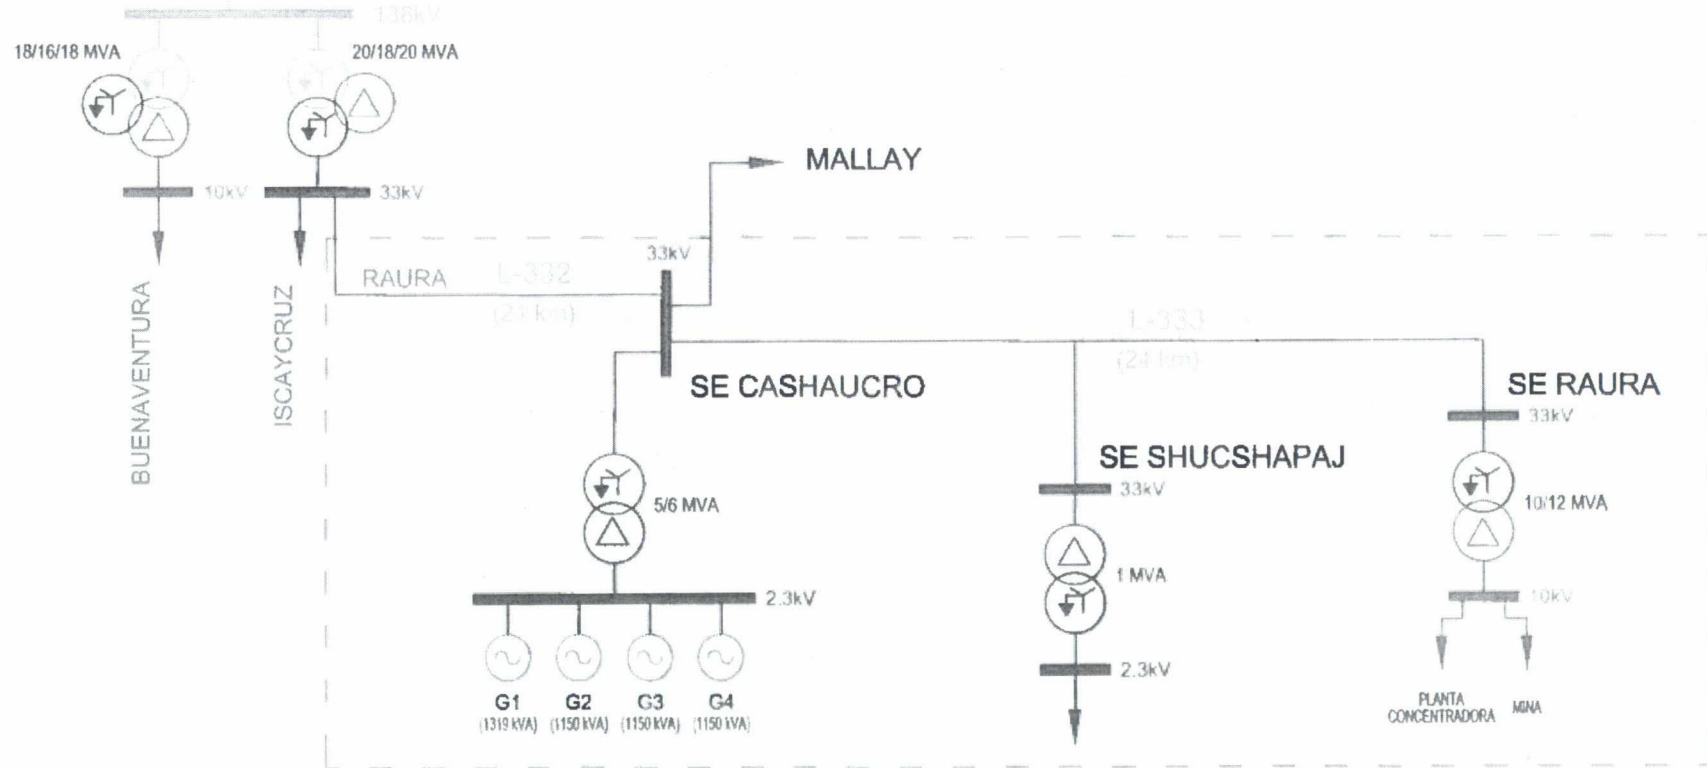 138kV
18/16/18 MVA
20/18/20 MVA
10kV
33kV
MALLAY
BUENAVENTURA
ISCAYCRUZ
33kV
RAURA
L-332
L-333
(24 km)
SE CASHAUCRO
SE RAURA
33kV
SE SHUCSHAPAJ
33kV
5/6 MVA
10/12 MVA
1 MVA
2.3kV
10kV
G1
G2
G3
G4
(1319 kVA)
(1150 kVA)
(1150 kVA)
(1150 kVA)
2.3kV
PLANTA
CONCENTRADORA
MINA